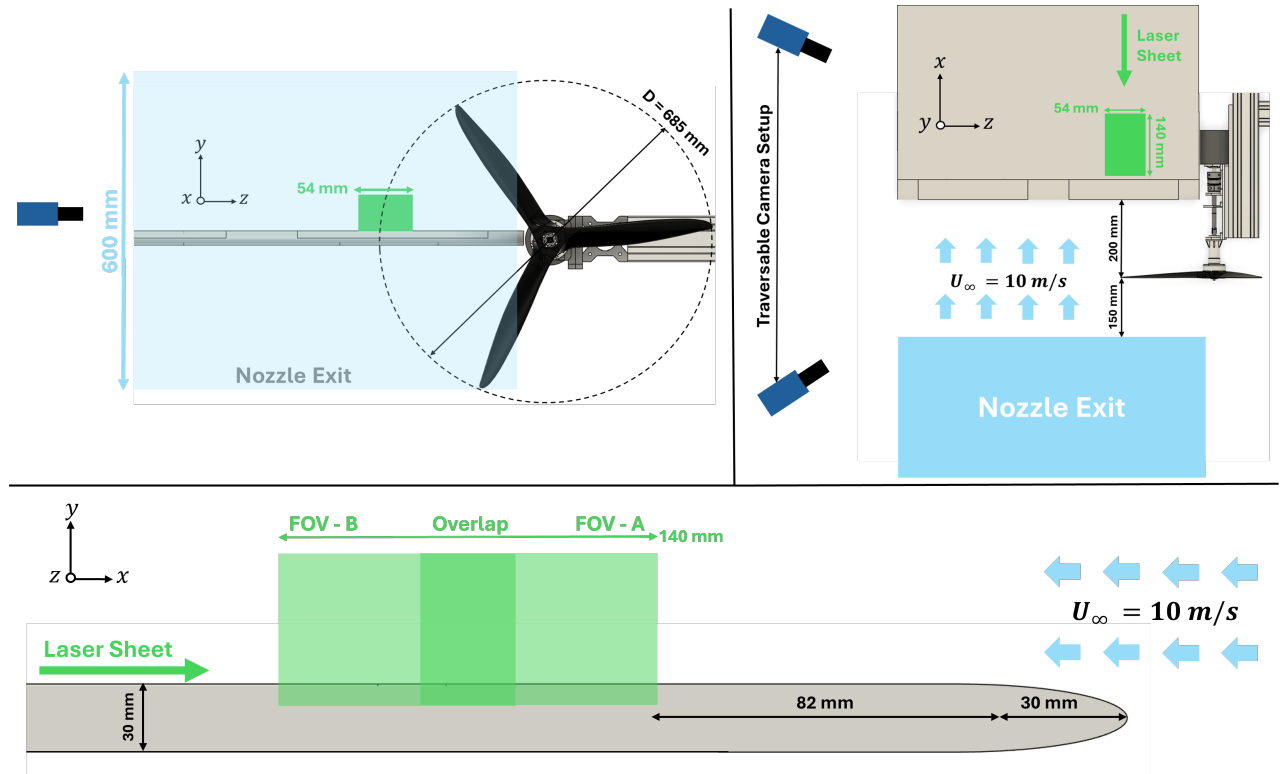 600 mm
y
x
z
54 mm
D = 685 mm
Nozzle Exit
Traversable Camera Setup
Laser
Sheet
x
y
z
54 mm
140 mm
200 mm
U∞ = 10 m/s
150 mm
Nozzle Exit
y
z
x
FOV - B
Overlap
FOV - A
140 mm
U∞ = 10 m/s
Laser Sheet
30 mm
82 mm
30 mm